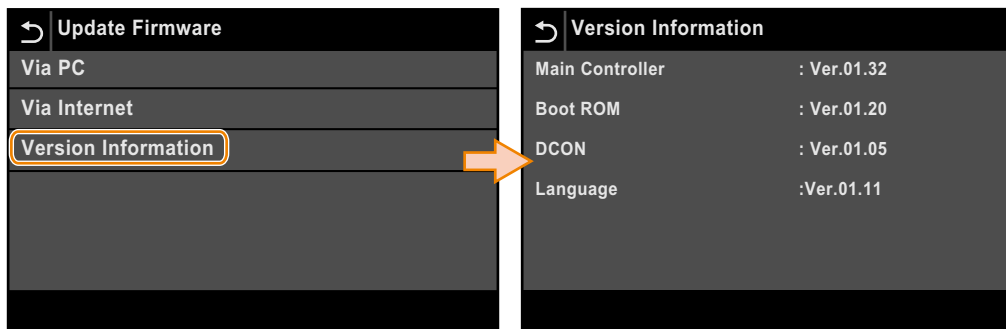 Update Firmware
Via PC
Via Internet
Version Information
Version Information
Main Controller : Ver.01.32
Boot ROM : Ver.01.20
DCON : Ver.01.05
Language :Ver.01.11